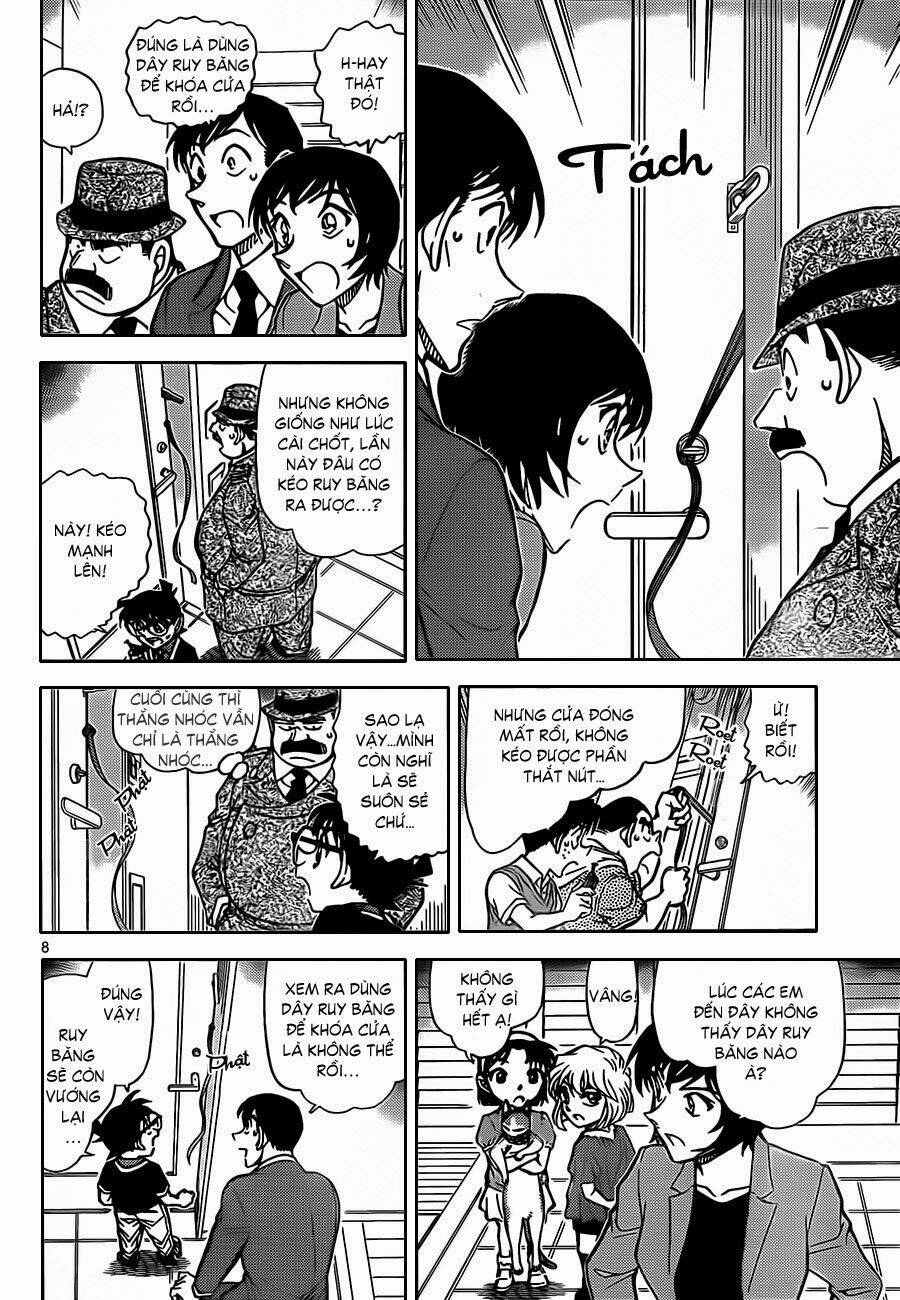 Tách
H-HAY
THẬT
ĐÓ!
ĐÚNG LÀ DÙNG
DÂY RUY BĂNG
ĐỂ KHÓA CỬA
RỒI...
HẢ!?
NHƯNG KHÔNG
GIỐNG NHƯ LÚC
CÀI CHỐT, LẦN
NÀY ĐÂU CÓ
KÉO RUY BĂNG
RA ĐƯỢC...?
NÀY! KÉO
MẠNH
LÊN!
Ừ!
BIẾT
RỒI!
Roẹt
Roẹt
NHƯNG CỬA ĐÓNG
MẤT RỒI, KHÔNG
KÉO ĐƯỢC PHẦN
THẮT NÚT...
SAO LẠ
VẬY...MÌNH
CÒN NGHĨ
LÀ SẼ
SUÔN SẺ
CHỨ...
CUỐI CÙNG THÌ
THẰNG NHÓC VẪN
CHỈ LÀ THẰNG
NHÓC...
Phật
Phật
8
LÚC CÁC EM
ĐẾN ĐÂY KHÔNG
THẤY DÂY RUY
BĂNG NÀO
À?
VÂNG!
KHÔNG
THẤY GÌ
HẾT Ạ!
XEM RA DÙNG
DÂY RUY BĂNG
ĐỂ KHÓA CỬA
LÀ KHÔNG THỂ
RỒI...
Phật
ĐÚNG
VẬY!
RUY
BĂNG
SẼ CÒN
VƯỚNG
LẠI
...